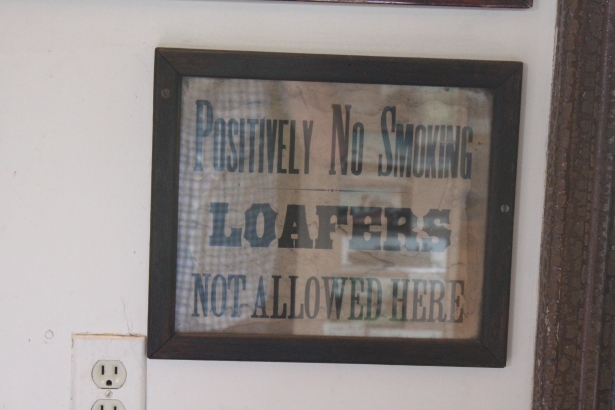 Positively No Smoking
LOAFERS
NOT ALLOWED HERE